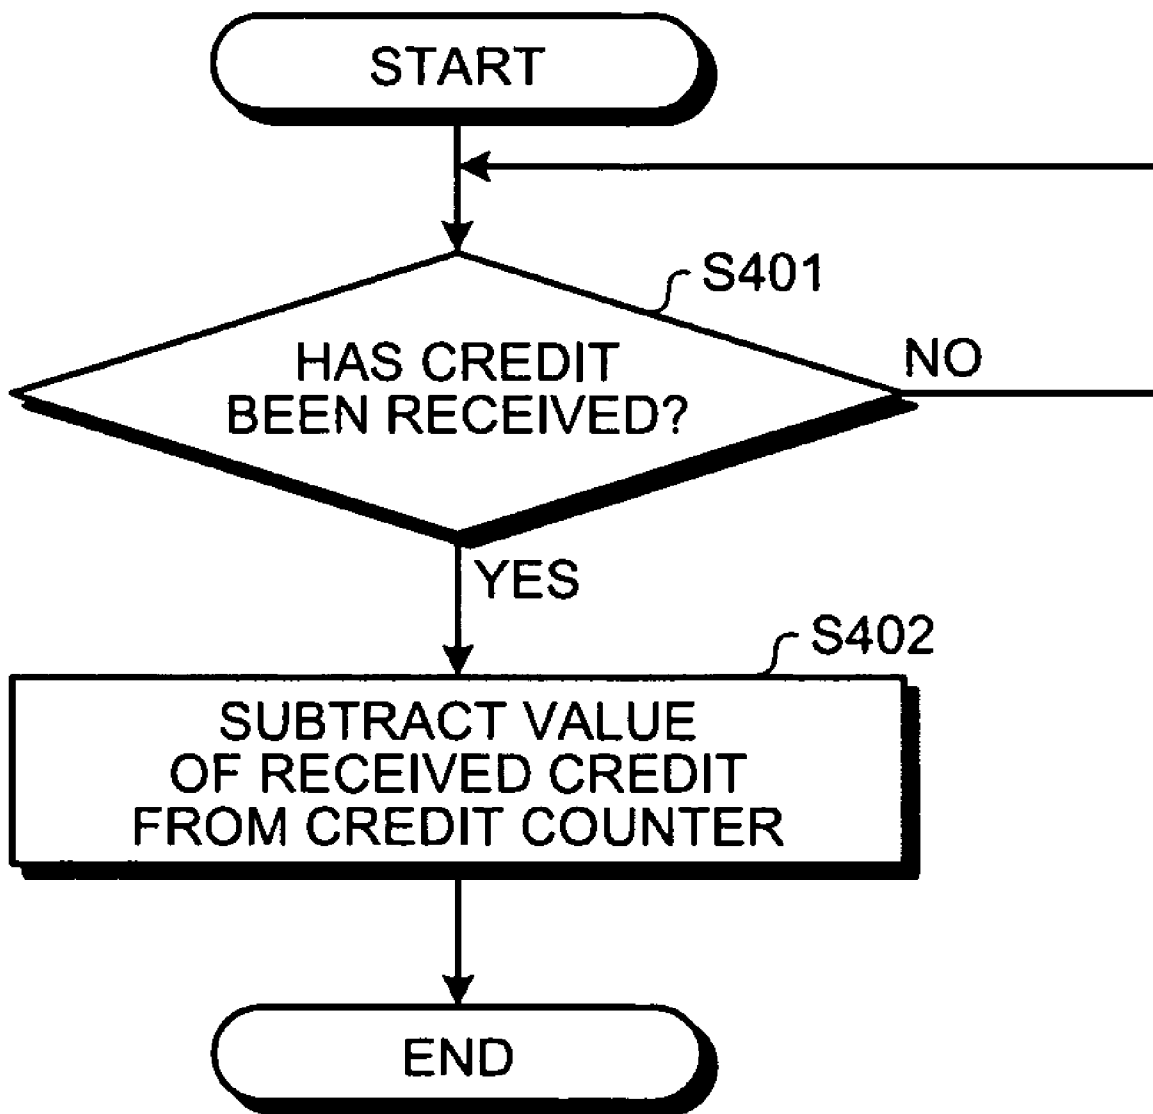 START
S401
HAS CREDIT
BEEN RECEIVED?
NO
YES
S402
SUBTRACT VALUE
OF RECEIVED CREDIT
FROM CREDIT COUNTER
END